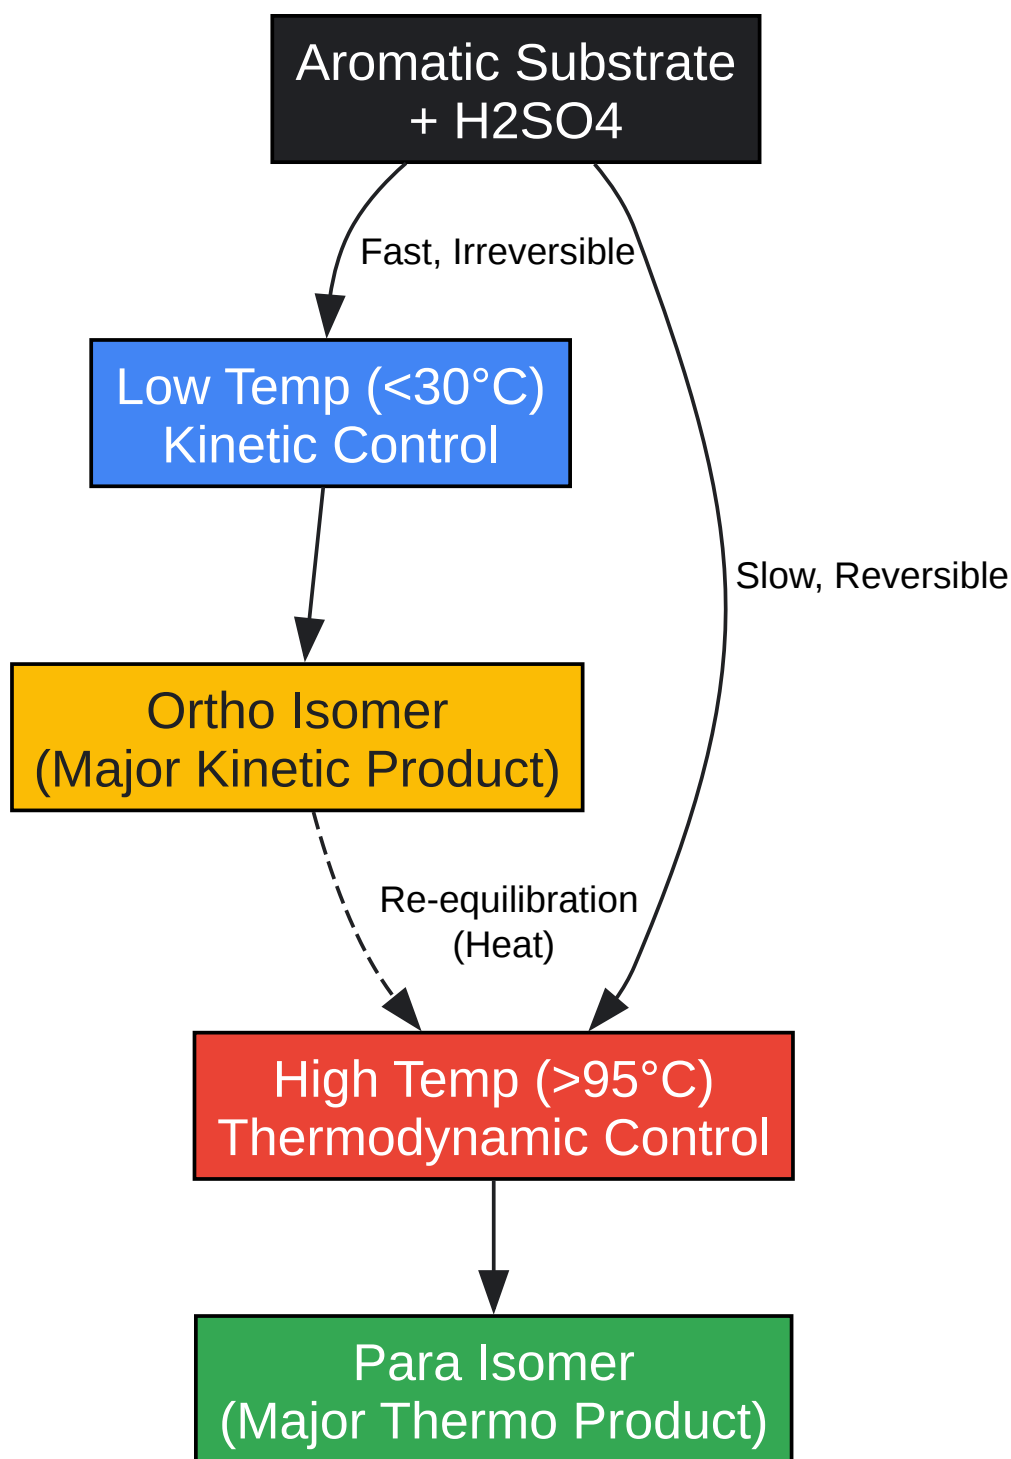 Aromatic Substrate
+ H2SO4
Fast, Irreversible
Low Temp (<30°C)
Kinetic Control
Slow, Reversible
Ortho Isomer
(Major Kinetic Product)
Re-equilibration
(Heat)
High Temp (>95°C)
Thermodynamic Control
Para Isomer
(Major Thermo Product)